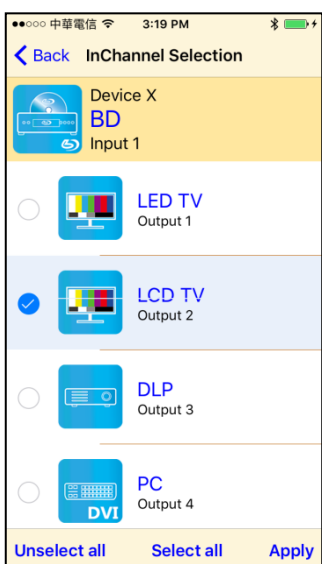 中華電信 3:19 PM
Back InChannel Selection
Device X
BD
Input 1
LED TV
Output 1
LCD TV
Output 2
DLP
Output 3
PC
Output 4
DVI
Unselect all Select all Apply